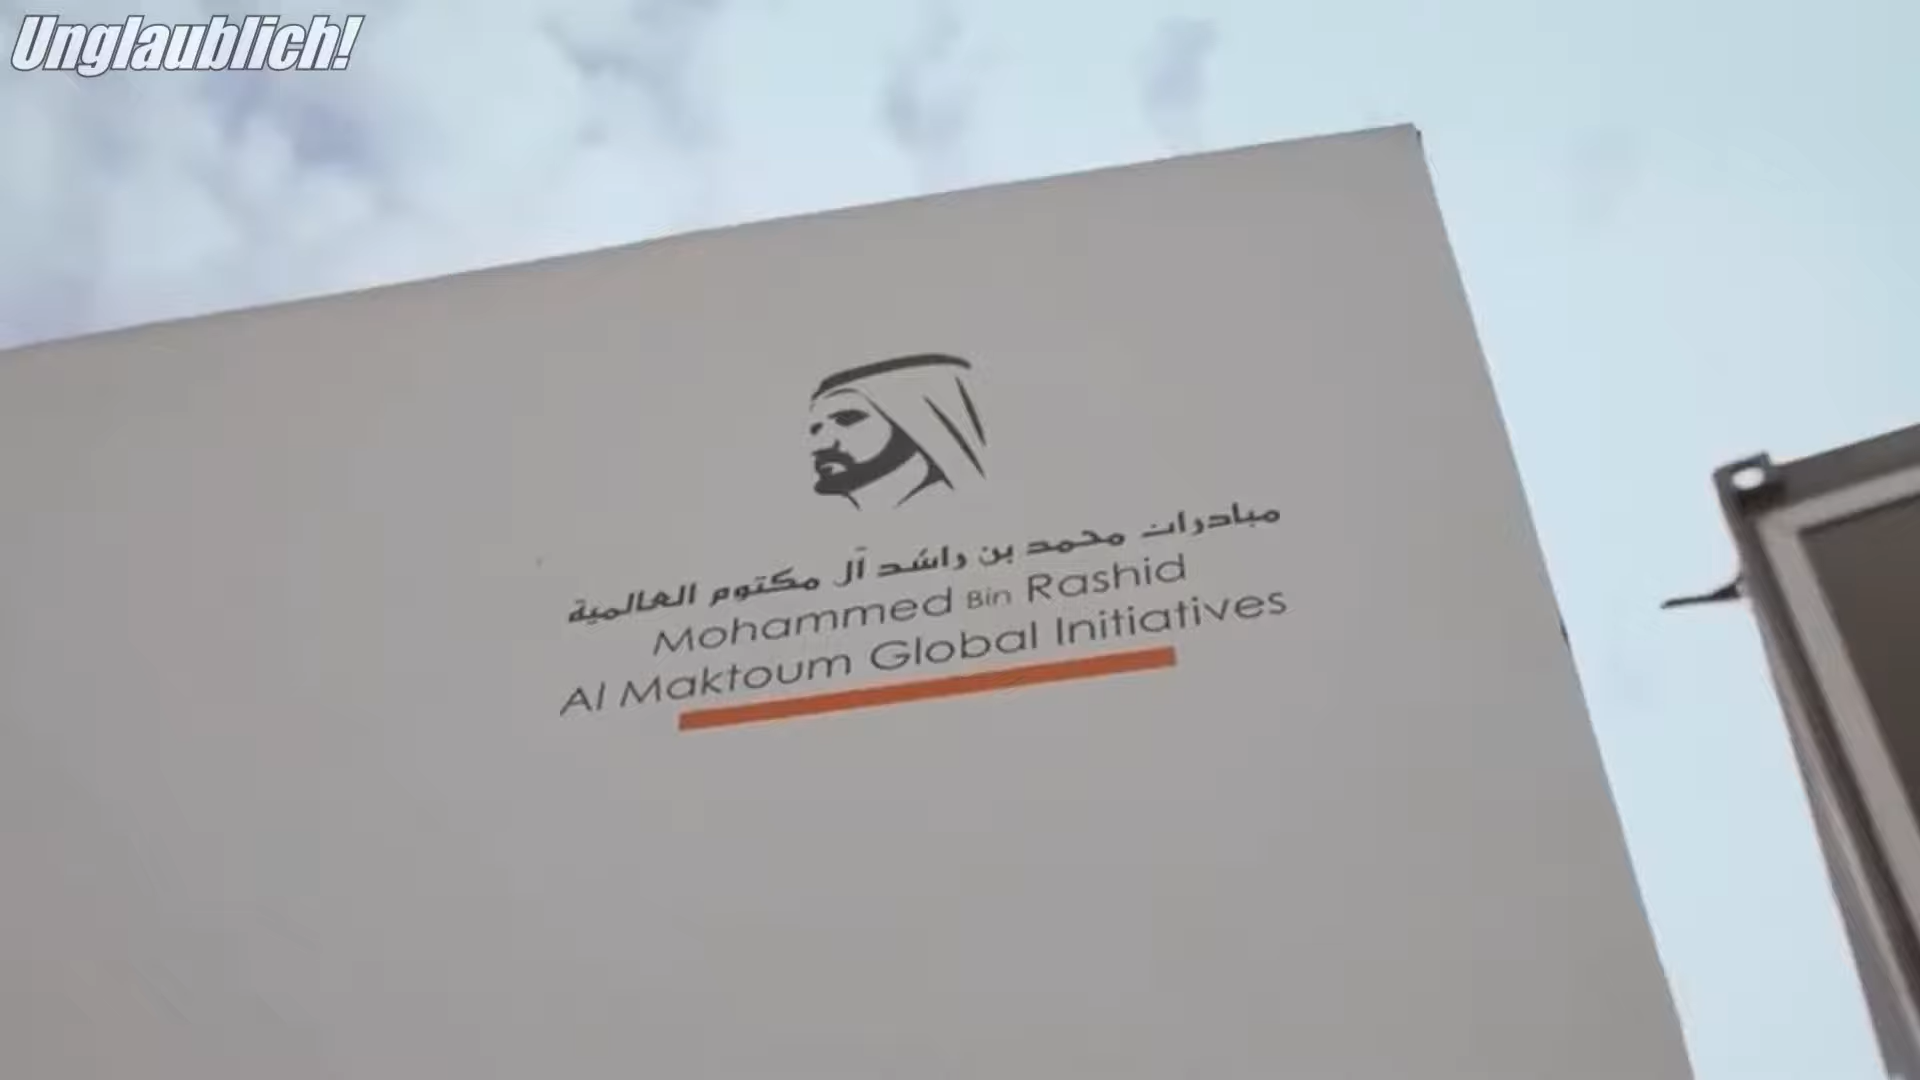 Unglaublich!
مبادرات محمد بن راشد آل مكتوم العالمية
Mohammed Bin Rashid
Al Maktoum Global Initiatives